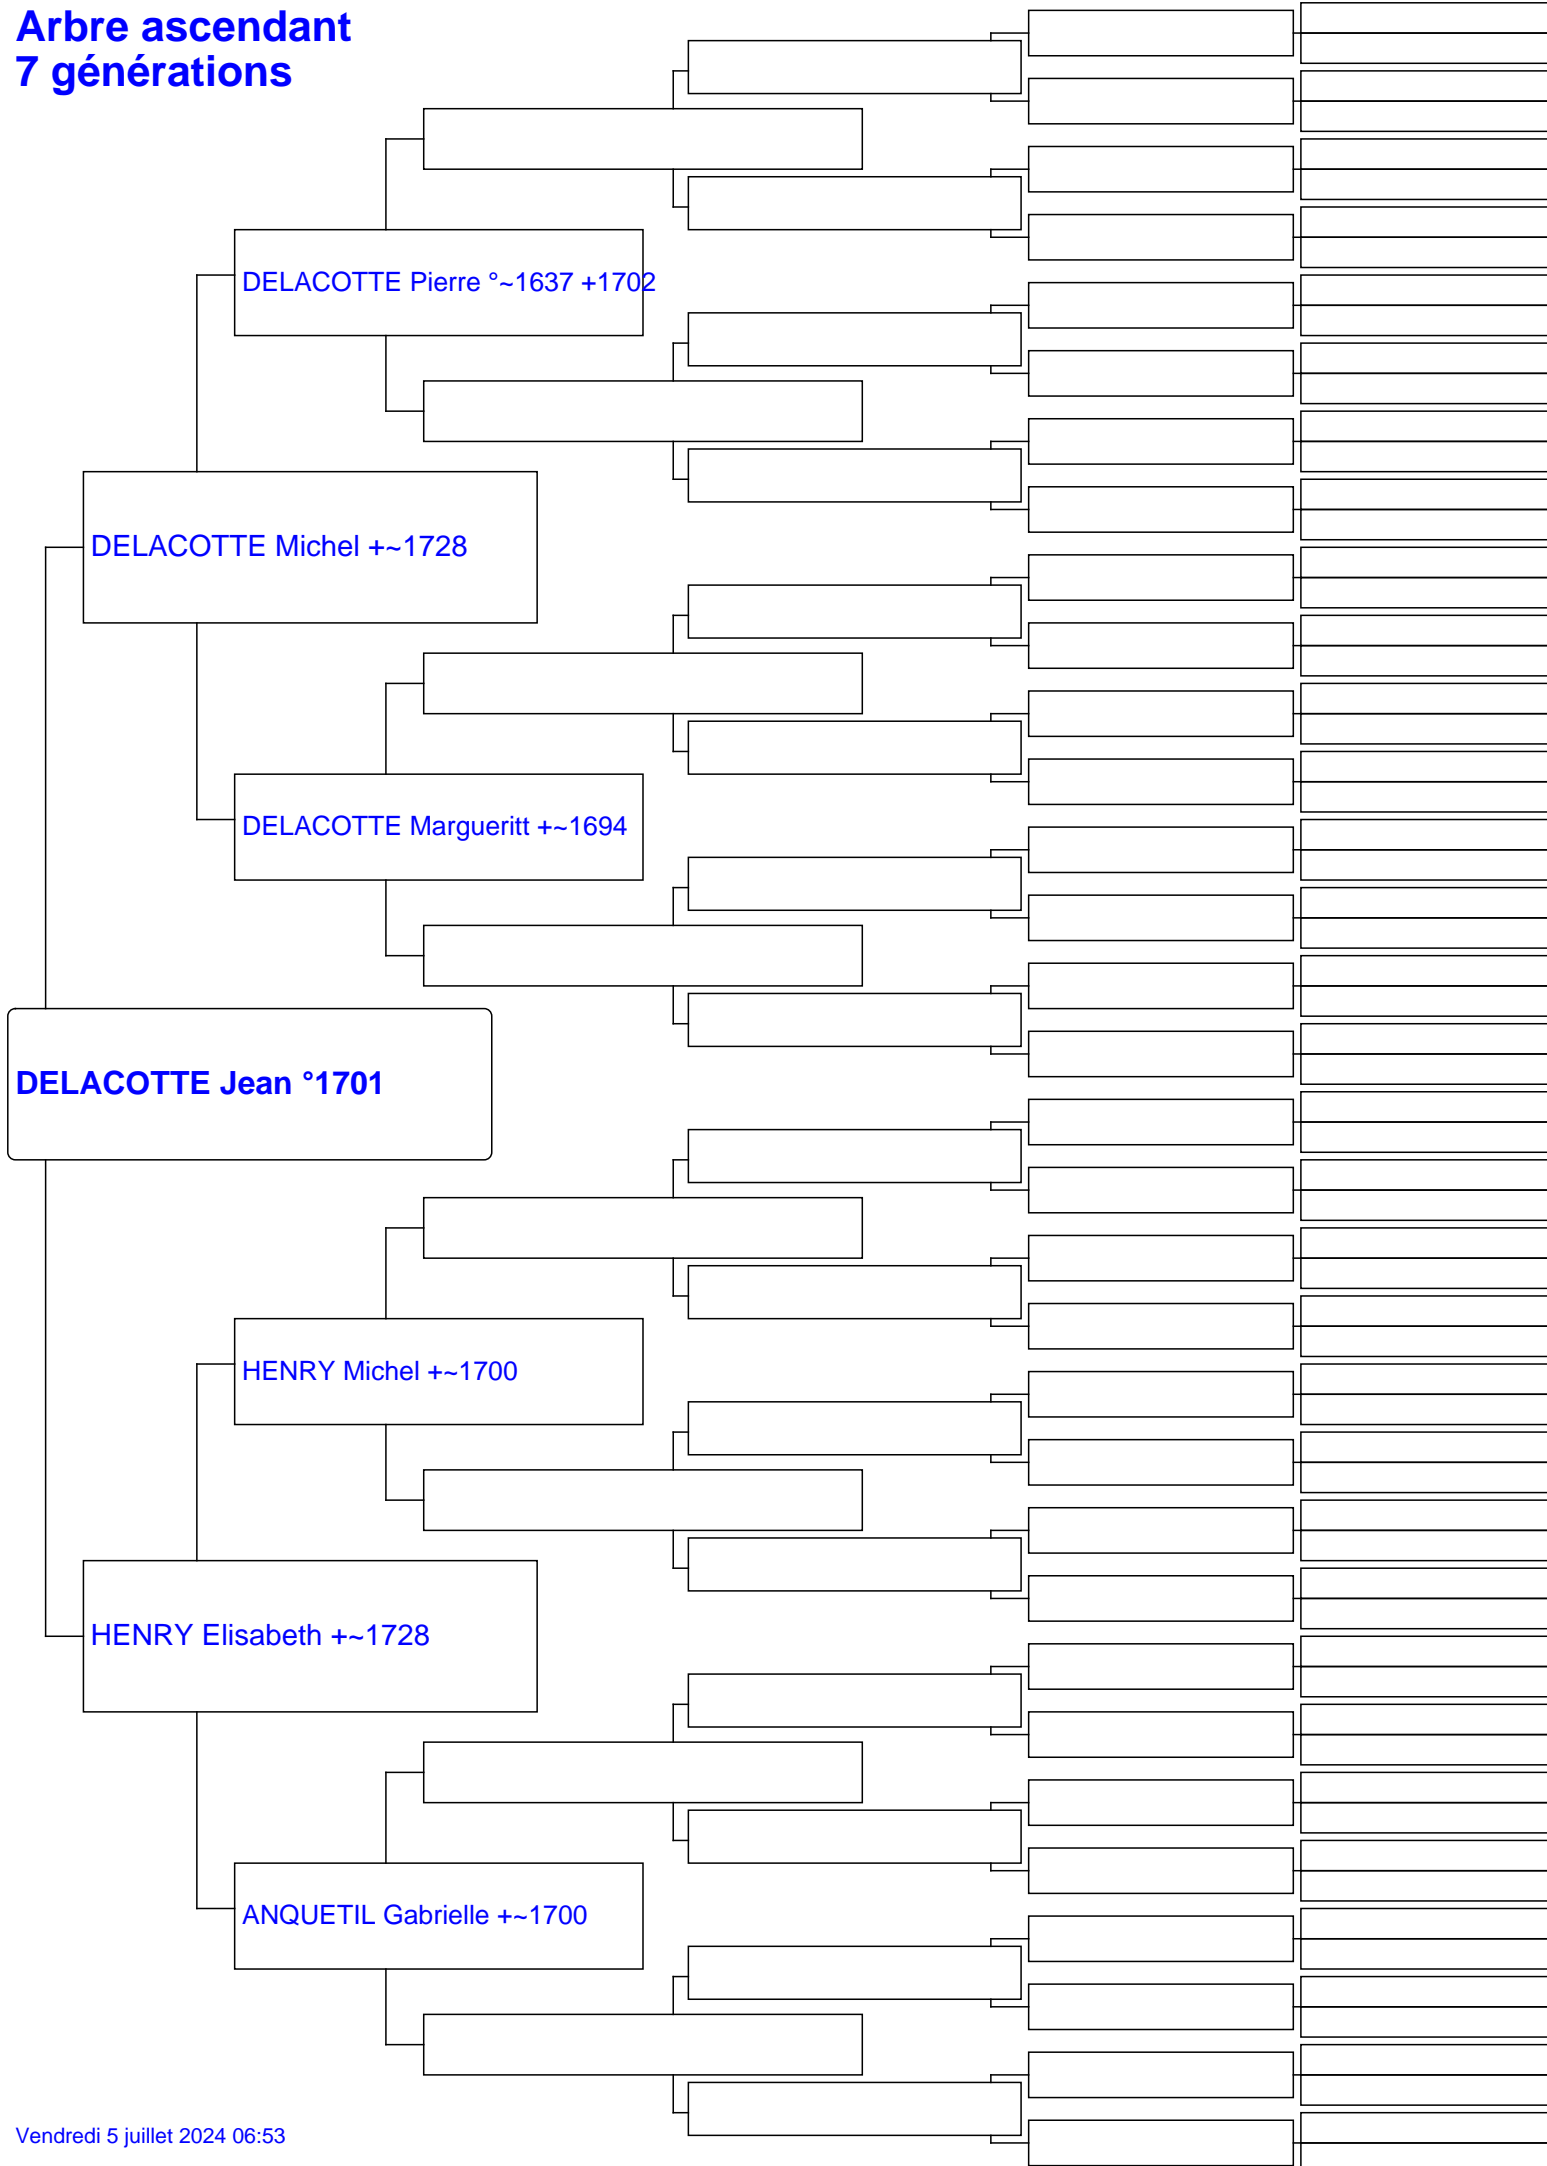 Arbre ascendant
7 générations
DELACOTTE Pierre °~1637 +1702
DELACOTTE Michel +~1728
DELACOTTE Margueritt +~1694
DELACOTTE Jean °1701
HENRY Michel +~1700
HENRY Elisabeth +~1728
ANQUETIL Gabrielle +~1700
Vendredi 5 juillet 2024 06:53